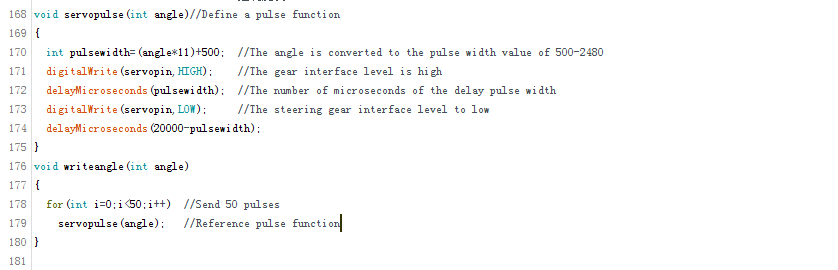 168 void servopulse(int angle)//Define a pulse function
169 {
170 int pulsewidth=(angle*11)+500; //The angle is converted to the pulse width value of 500-2480
171 digitalWrite(servopin,HIGH); //The gear interface level is high
172 delayMicroseconds(pulsewidth); //The number of microseconds of the delay pulse width
173 digitalWrite(servopin,LOW); //The steering gear interface level to low
174 delayMicroseconds(20000-pulsewidth);
175 }
176 void writeangle(int angle)
177 {
178 for(int i=0;i<50;i++) //Send 50 pulses
179 servopulse(angle); //Reference pulse function
180 }
181